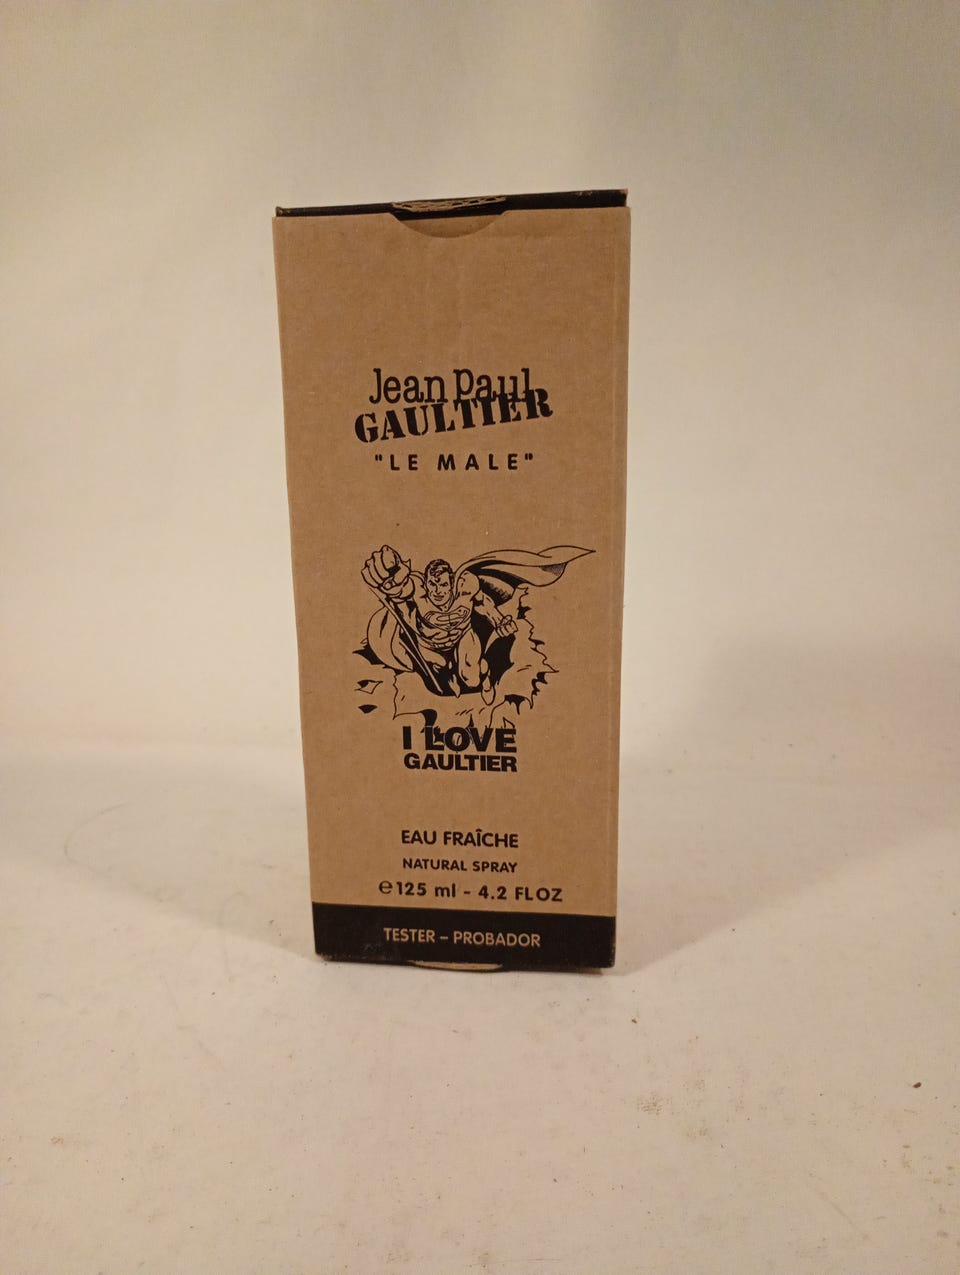 Jean Paul
GAULTIER
"LE MALE"
S
I LOVE
GAULTIER
EAU FRAÎCHE
NATURAL SPRAY
℮125 ml - 4.2 FLOZ
TESTER – PROBADOR